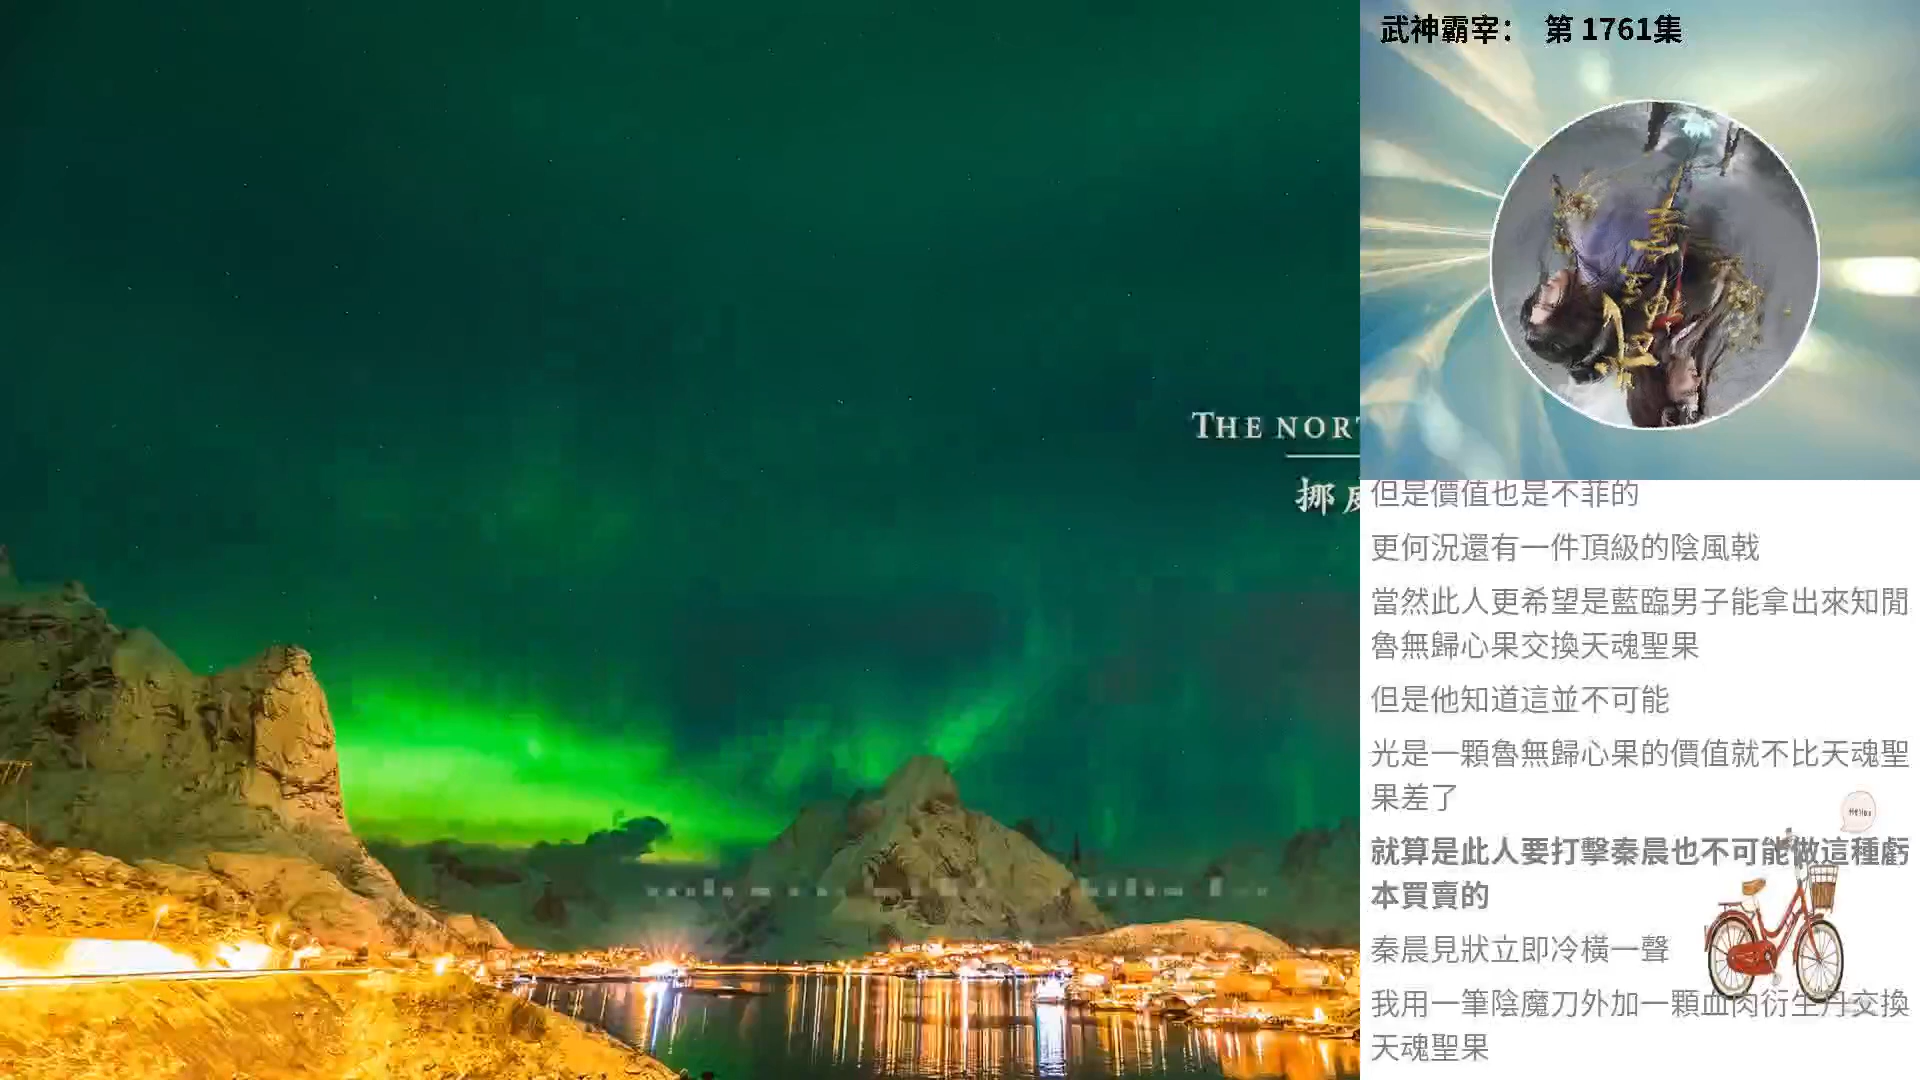 武神霸宰： 第 1761集
THE NORT
挪威
但是價值也是不菲的
更何況還有一件頂級的陰風戟
當然此人更希望是藍臨男子能拿出來知閒
魯無歸心果交換天魂聖果
但是他知道這並不可能
光是一顆魯無歸心果的價值就不比天魂聖
果差了
就算是此人要打擊秦晨也不可能做這種虧
本買賣的
秦晨見狀立即冷橫一聲
我用一筆陰魔刀外加一顆血肉衍生丹交換
天魂聖果